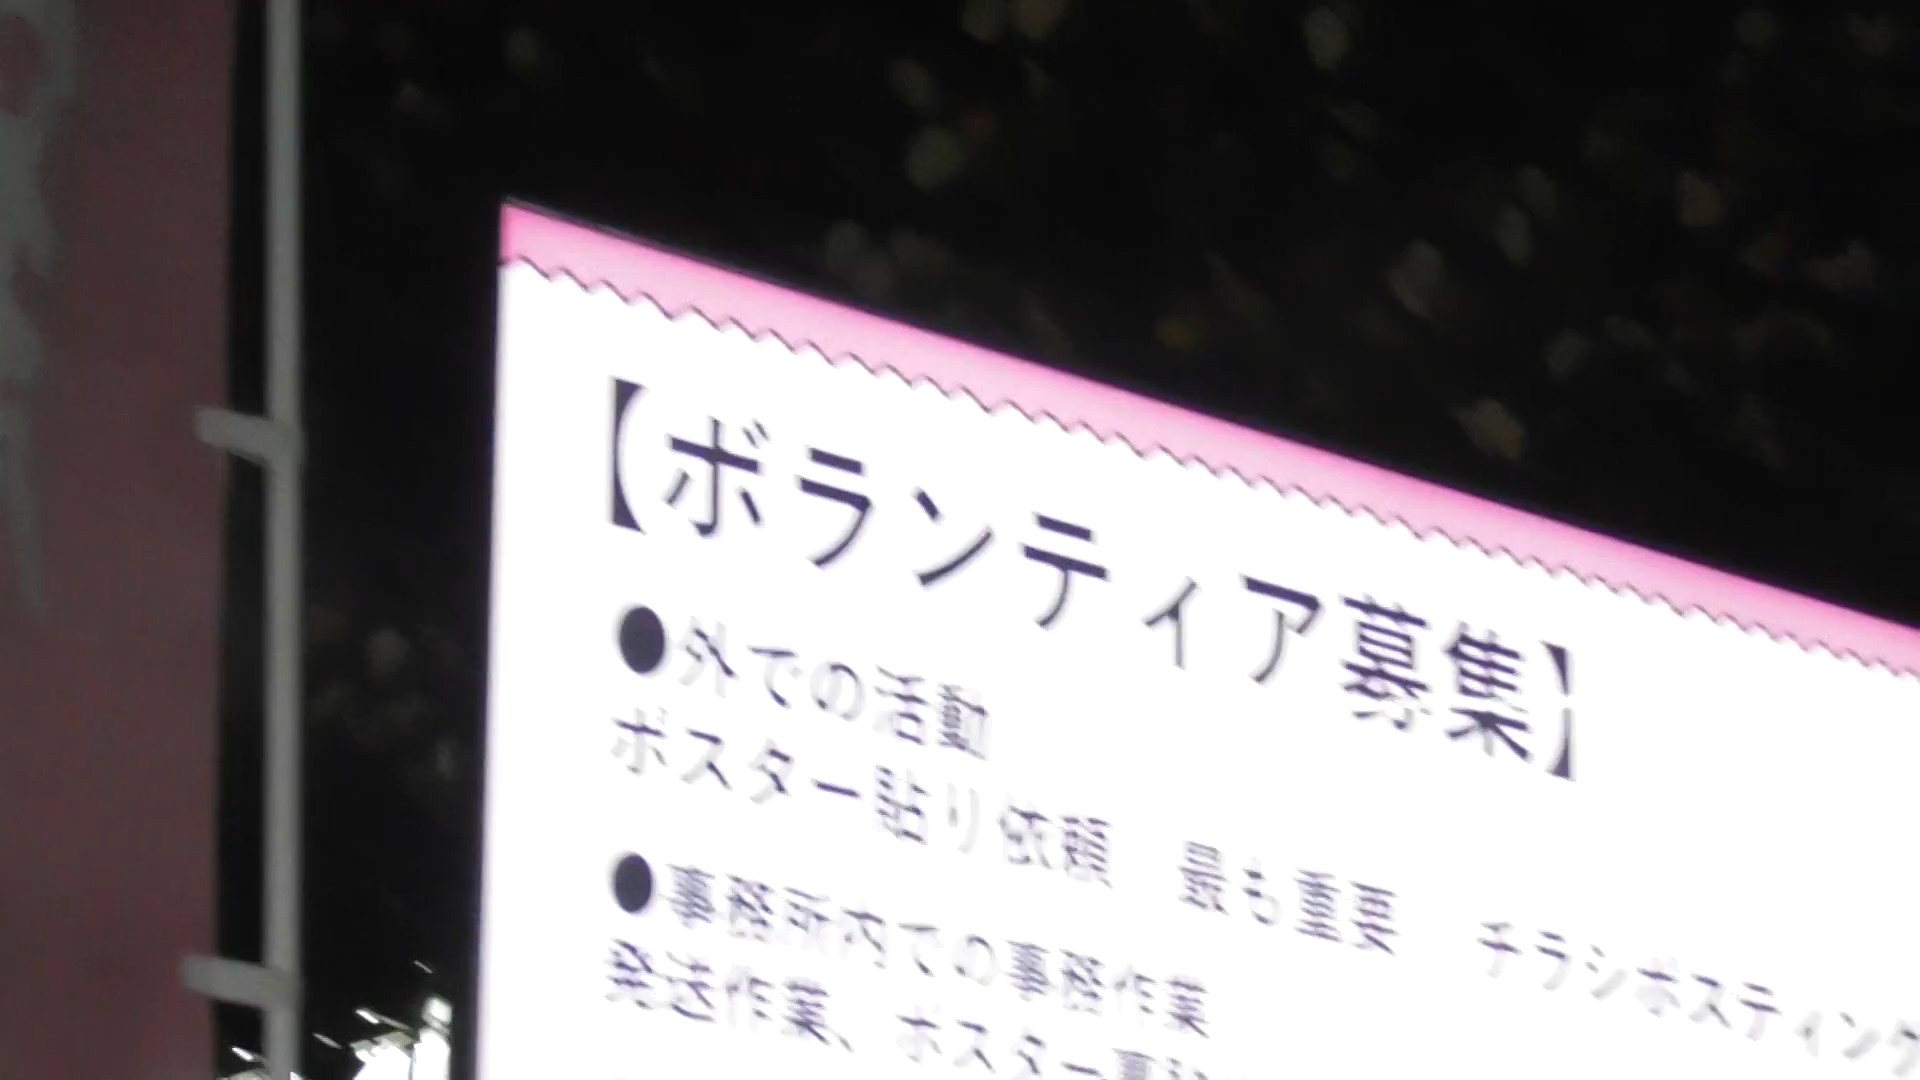 【ボランティア募集】
●外での活動
ポスター貼り依頼　最も重要　チラシポスティング
●事務所内での事務作業
発送作業、ポスター裏